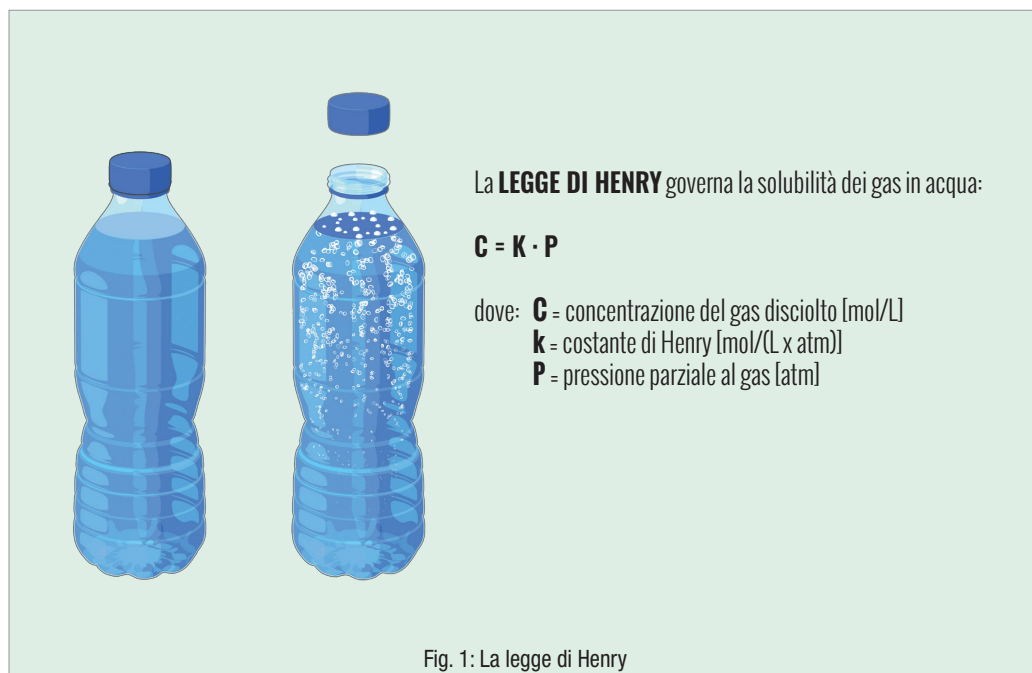 La LEGGE DI HENRY governa la solubilità dei gas in acqua:
C = K · P
dove: C = concentrazione del gas disciolto [mol/L]
k = costante di Henry [mol/(L x atm)]
P = pressione parziale al gas [atm]
Fig. 1: La legge di Henry